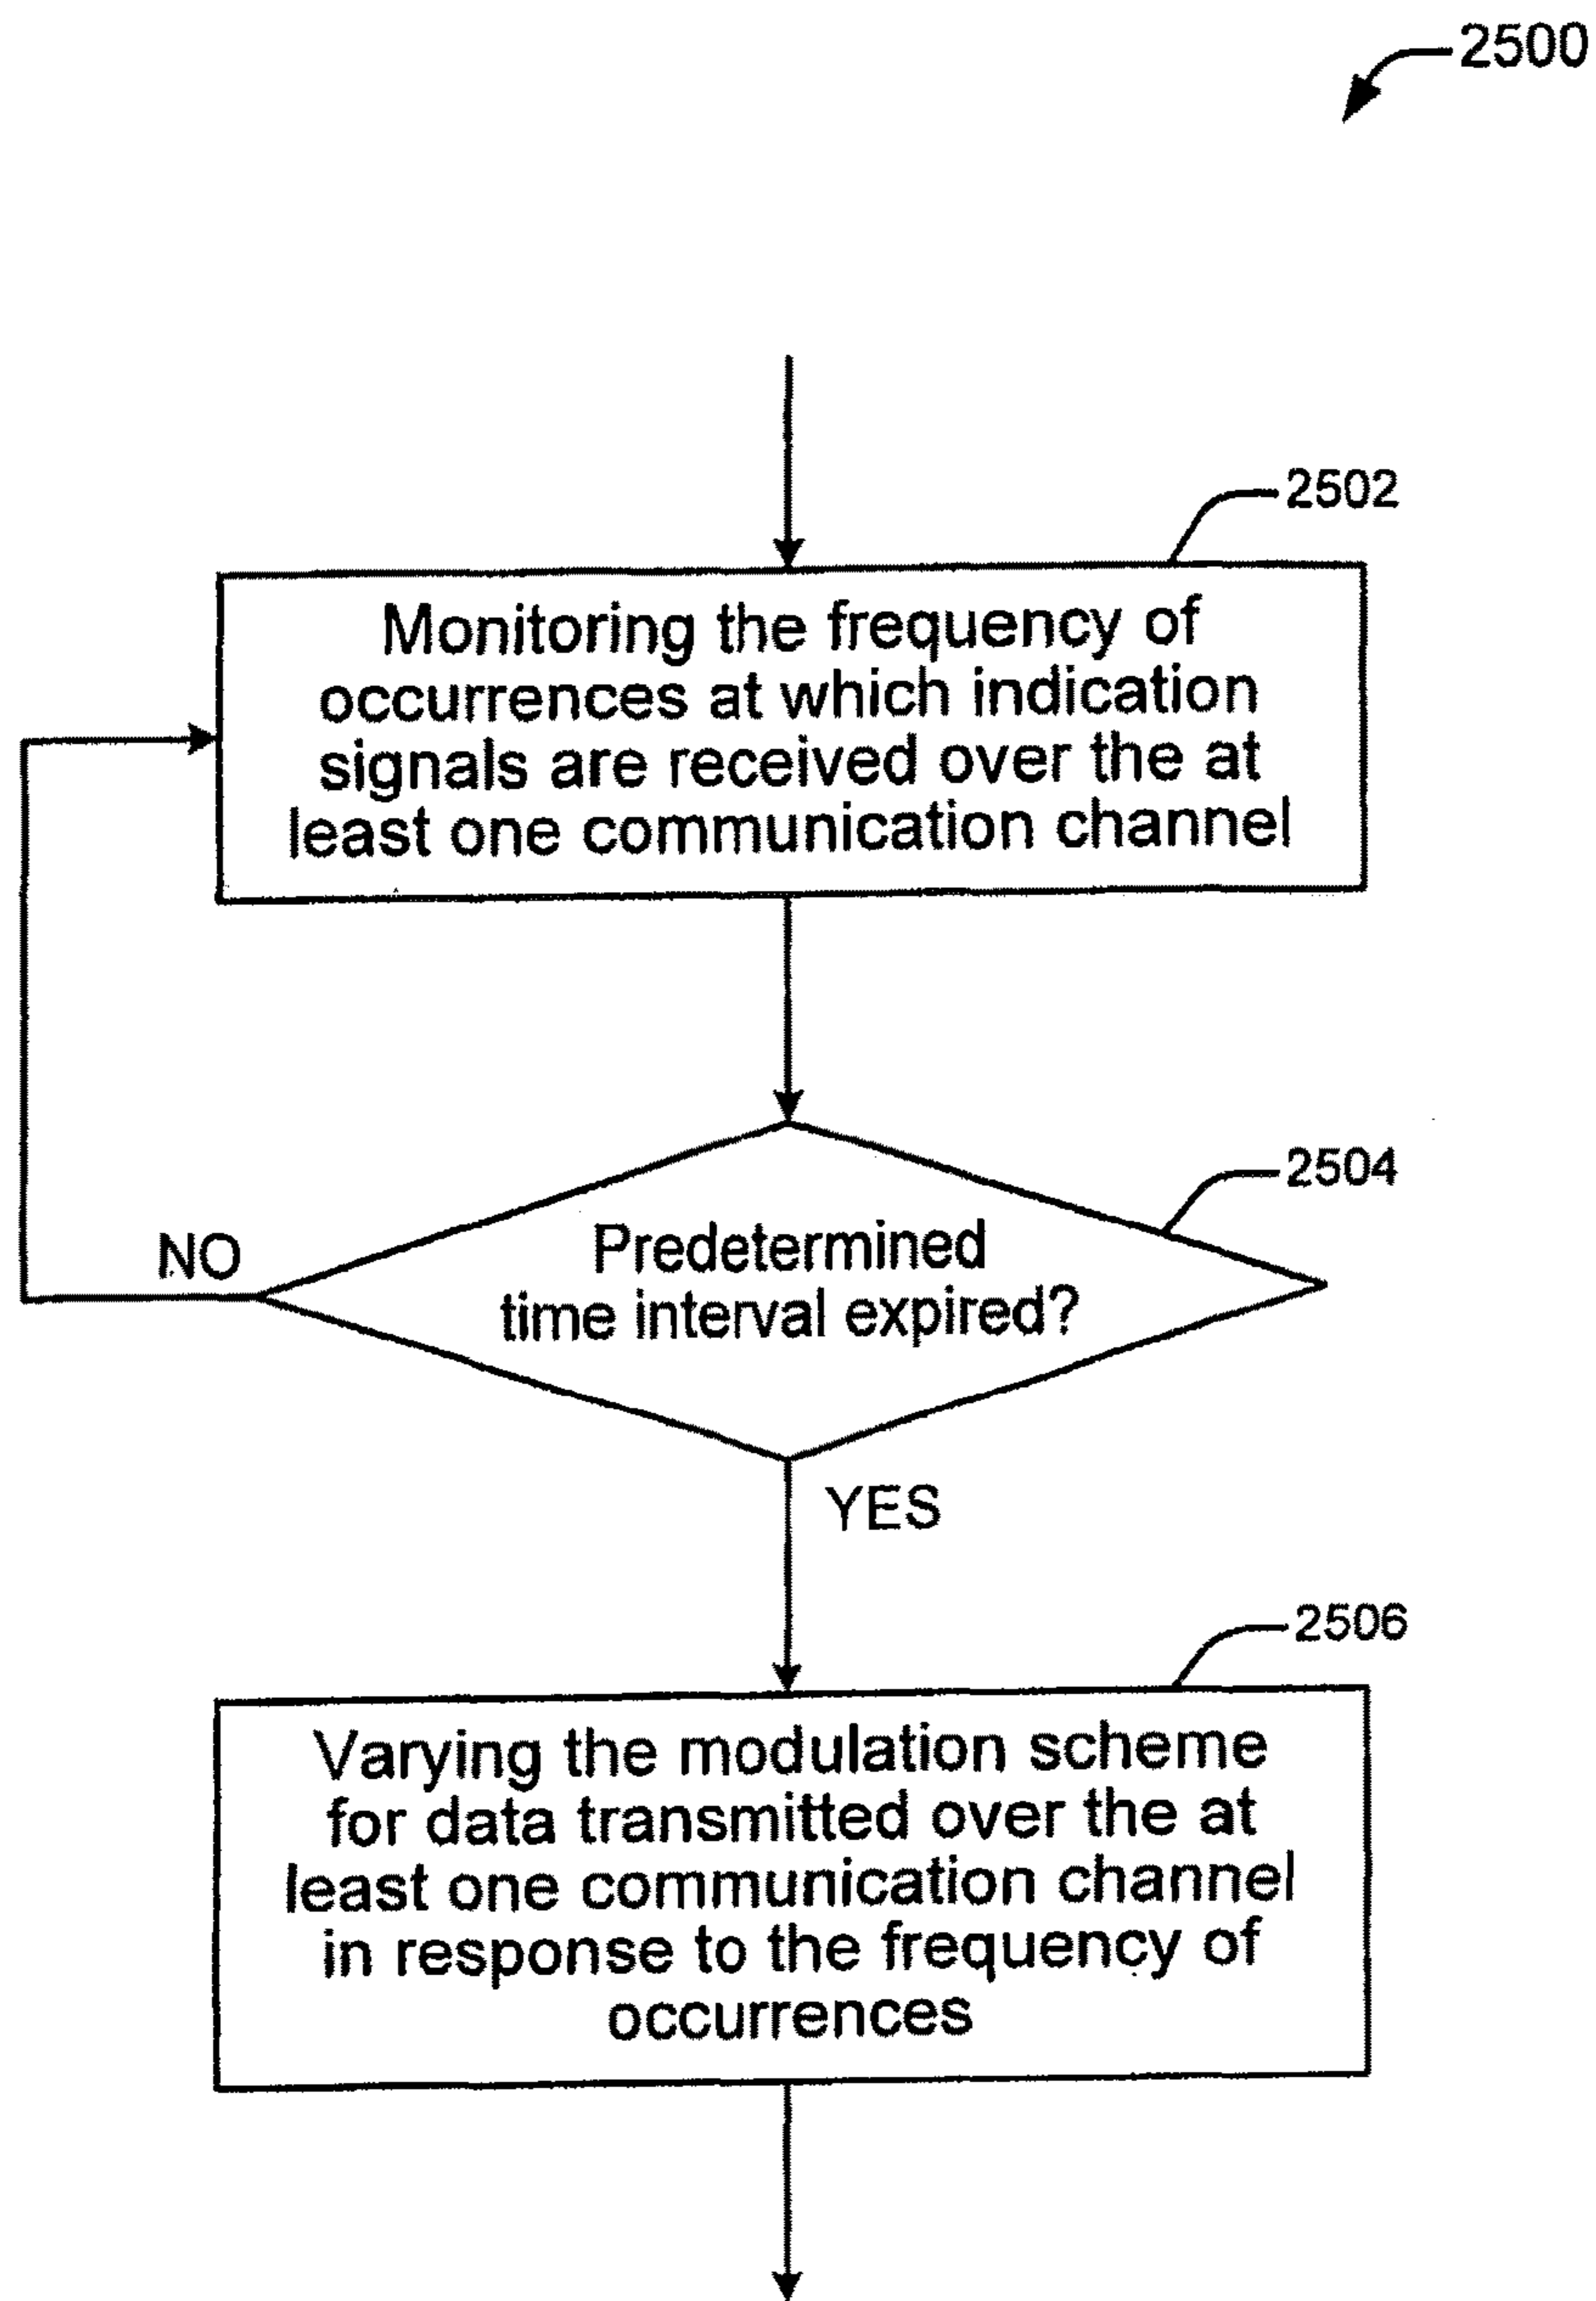 2500
2502
Monitoring the frequency of
occurrences at which indication
signals are received over the at
least one communication channel
2504
NO
Predetermined
time interval expired?
YES
2506
Varying the modulation scheme
for data transmitted over the at
least one communication channel
in response to the frequency of
occurrences